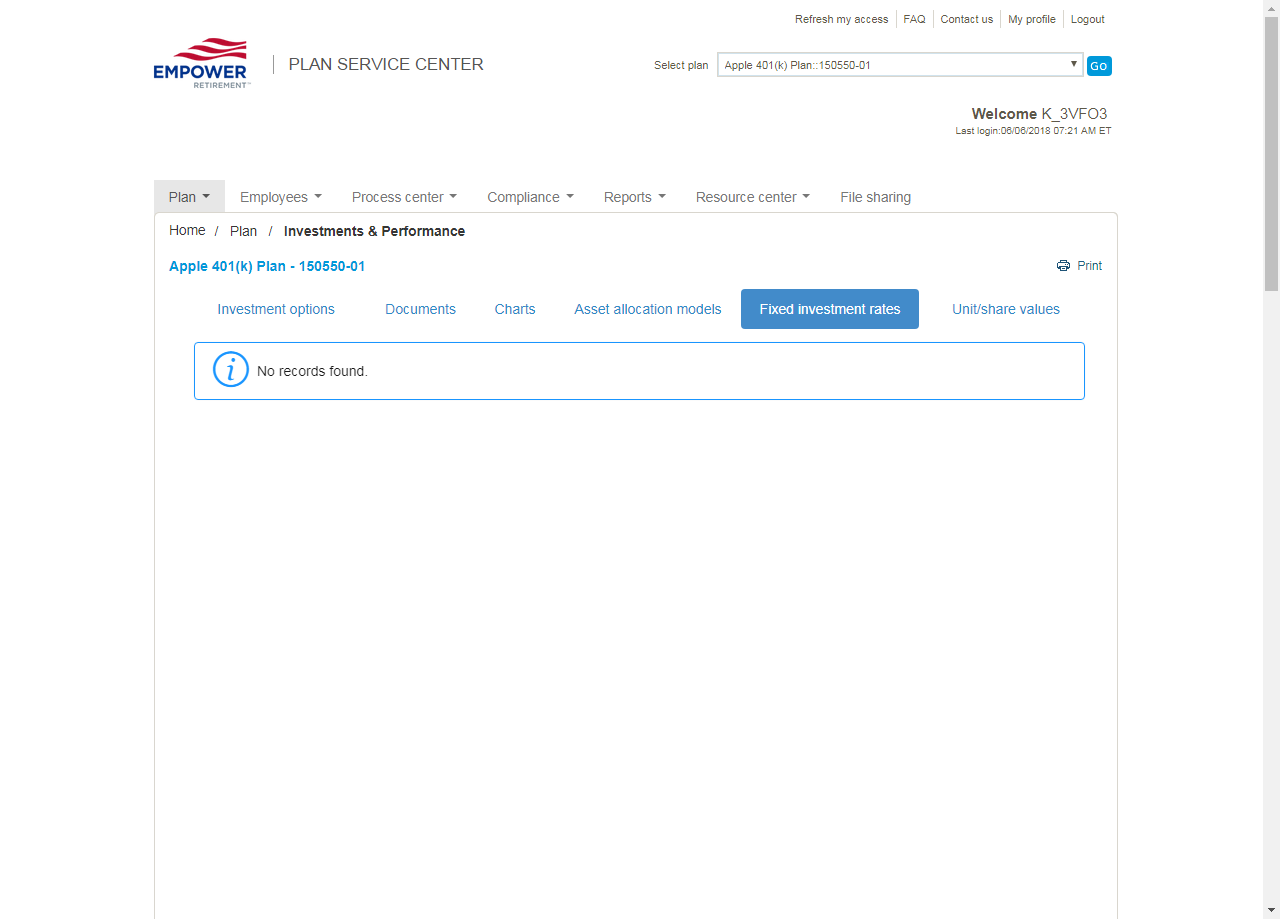 Refresh my access FAQ Contact us My profile Logout
EMPOWER
RETIREMENT™
PLAN SERVICE CENTER
Select plan Apple 401(k) Plan::150550-01 Go
Welcome K_3VFO3
Last login:06/06/2018 07:21 AM ET
Plan Employees Process center Compliance Reports Resource center File sharing
Home / Plan / Investments & Performance
Apple 401(k) Plan - 150550-01 Print
Investment options Documents Charts Asset allocation models Fixed investment rates Unit/share values
i No records found.